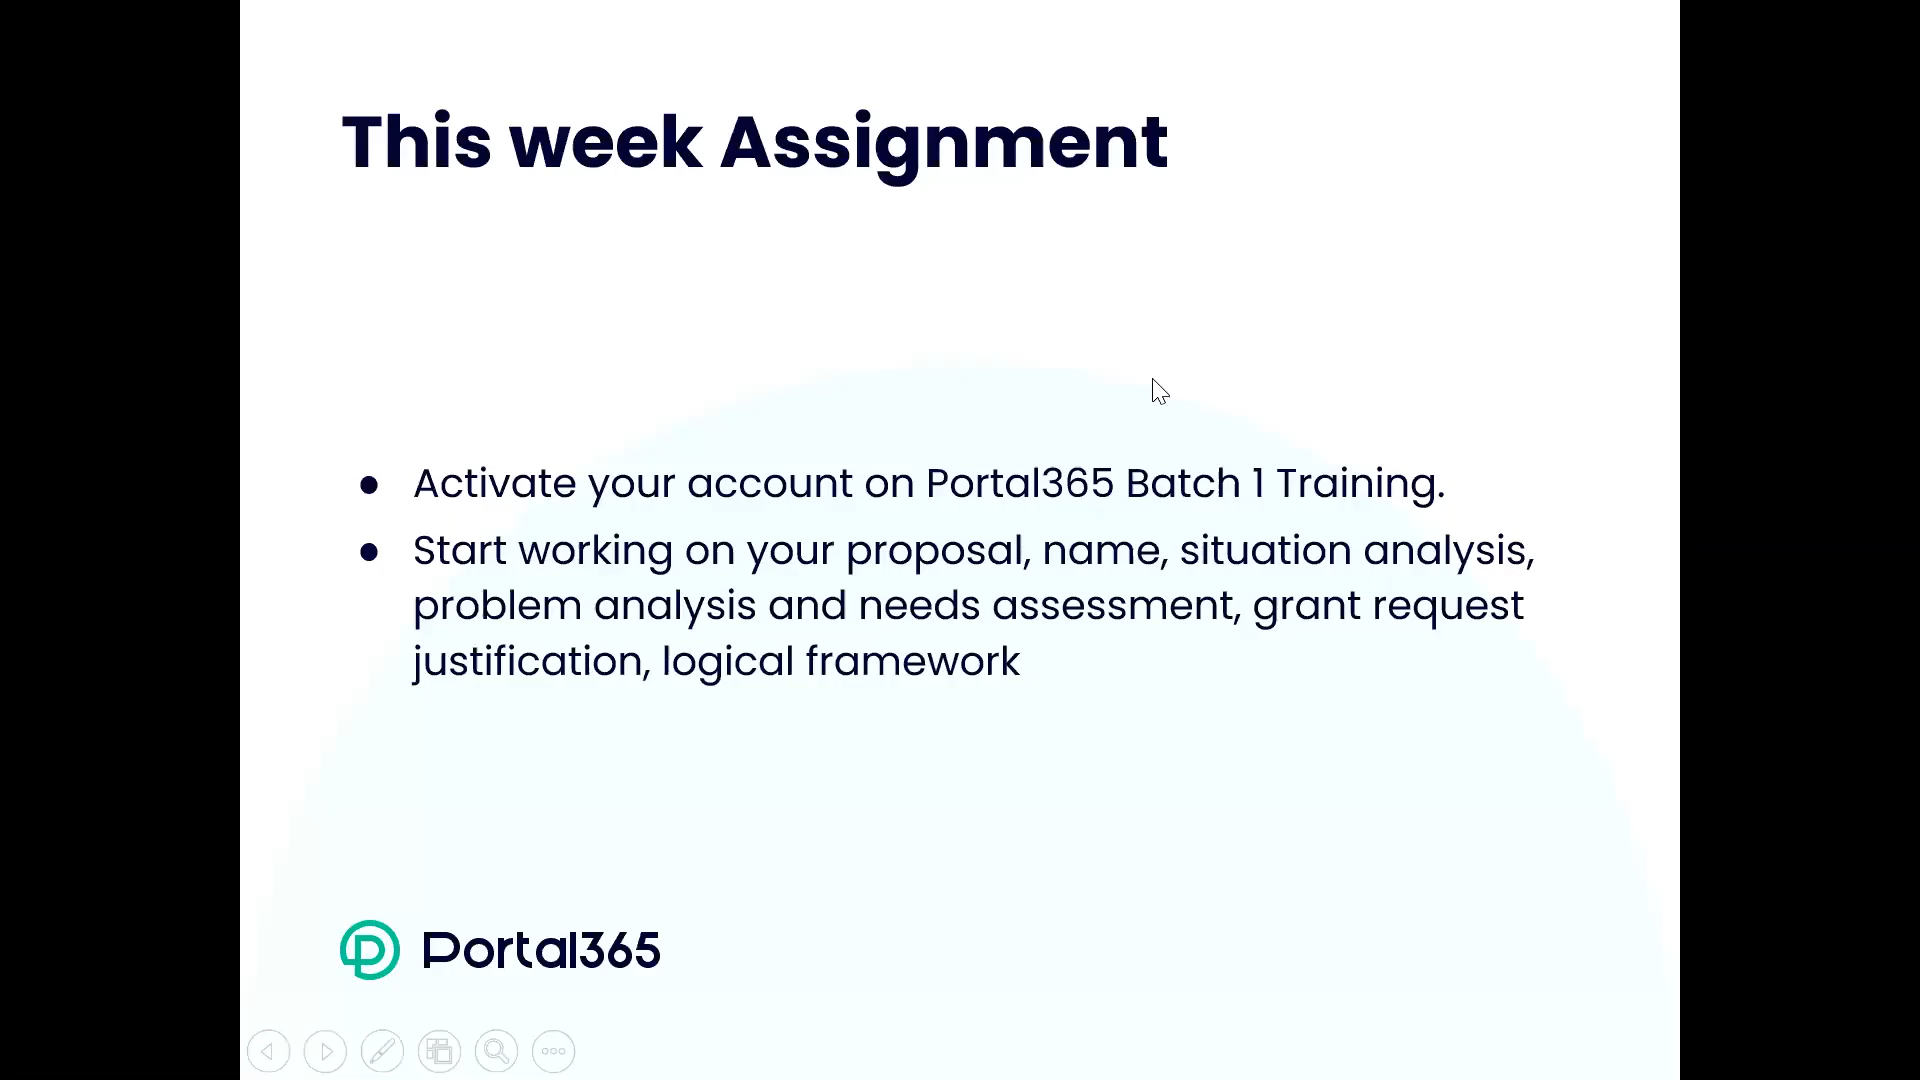 This week Assignment
● Activate your account on Portal365 Batch 1 Training.
● Start working on your proposal, name, situation analysis,
problem analysis and needs assessment, grant request
justification, logical framework
Portal365